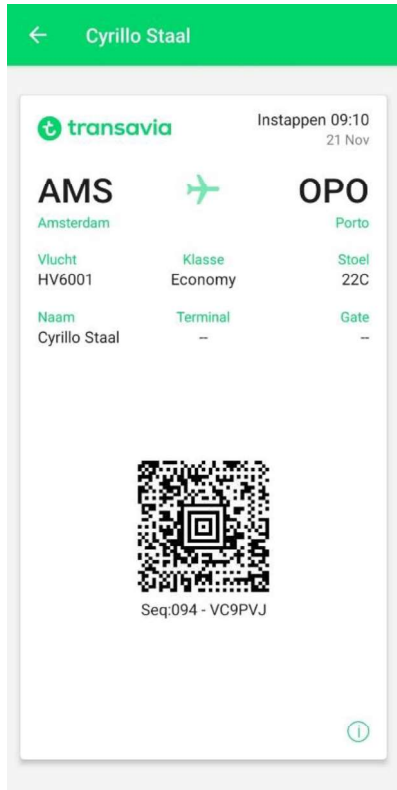 Cyrillo Staal
transavia
Instappen 09:10
21 Nov
AMS OPO
Amsterdam Porto
Vlucht Klasse Stoel
HV6001 Economy 22C
Naam Terminal Gate
Cyrillo Staal -- --
Seq:094 - VC9PVJ